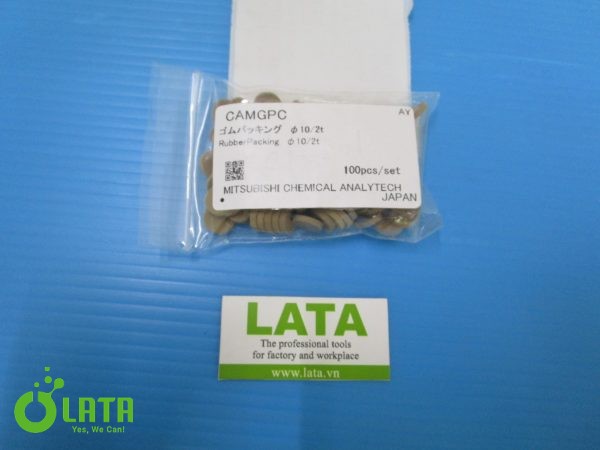 CAMGPC
AY
ゴムパッキング φ10/2t
RubberPacking φ10/2t
100pcs/set
MITSUBISHI CHEMICAL ANALYTECH
JAPAN
LATA
The professional tools
for factory and workplace
www.lata.vn
LATA
Yes, We Can!